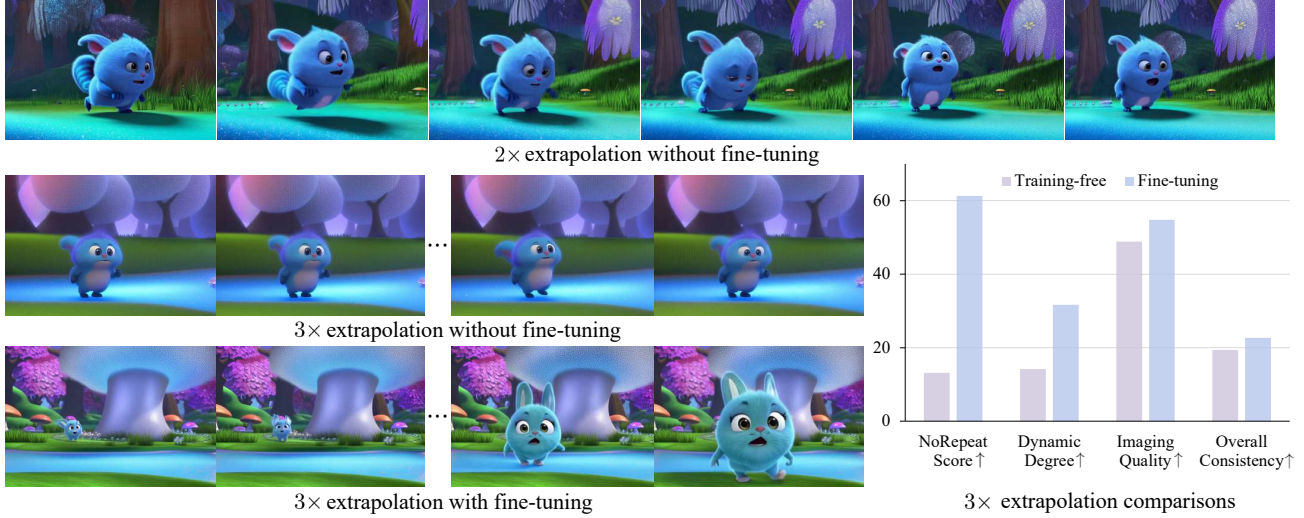 2× extrapolation without fine-tuning
...
3× extrapolation without fine-tuning
...
3× extrapolation with fine-tuning
Training-free
Fine-tuning
60
40
20
0
NoRepeat
Score↑
Dynamic
Degree↑
Imaging
Quality↑
Overall
Consistency↑
3× extrapolation comparisons